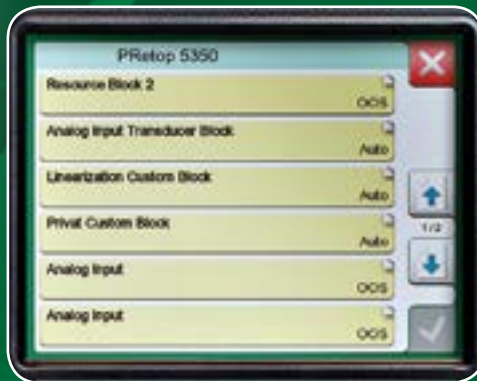 PRetop 5350
Resource Block 2
OOS
Analog Input Transducer Block
Auto
Linearization Custom Block
Auto
Privat Custom Block
Auto
1/2
Analog Input
OOS
Analog Input
OOS